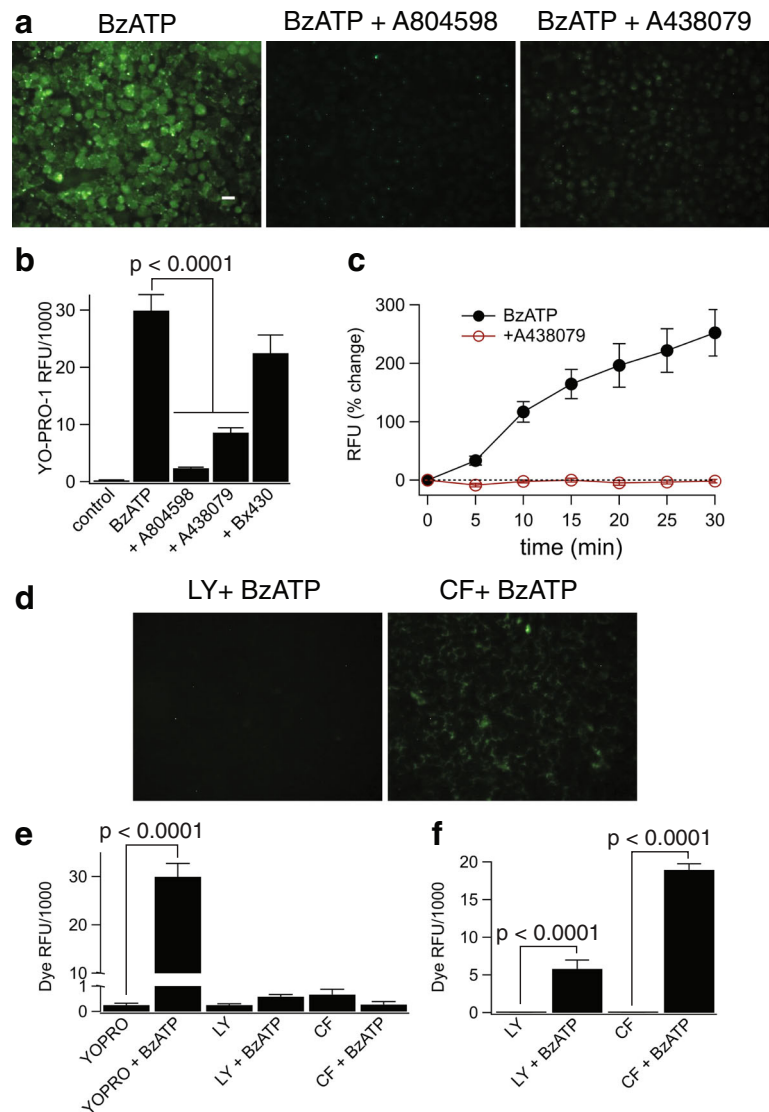 a
BzATP
BzATP + A804598
BzATP + A438079
b
p < 0.0001
YO-PRO-1 RFU/1000
30
20
10
0
control
BzATP
+ A804598
+ A438079
+ Bx430
c
BzATP
+A438079
RFU (% change)
300
200
100
0
0
5
10
15
20
25
30
time (min)
d
LY+ BzATP
CF+ BzATP
e
p < 0.0001
Dye RFU/1000
30
20
10
1
0
YOPRO
YOPRO + BzATP
LY
LY + BzATP
CF
CF + BzATP
f
p < 0.0001
p < 0.0001
Dye RFU/1000
20
15
10
5
0
LY
LY + BzATP
CF
CF + BzATP